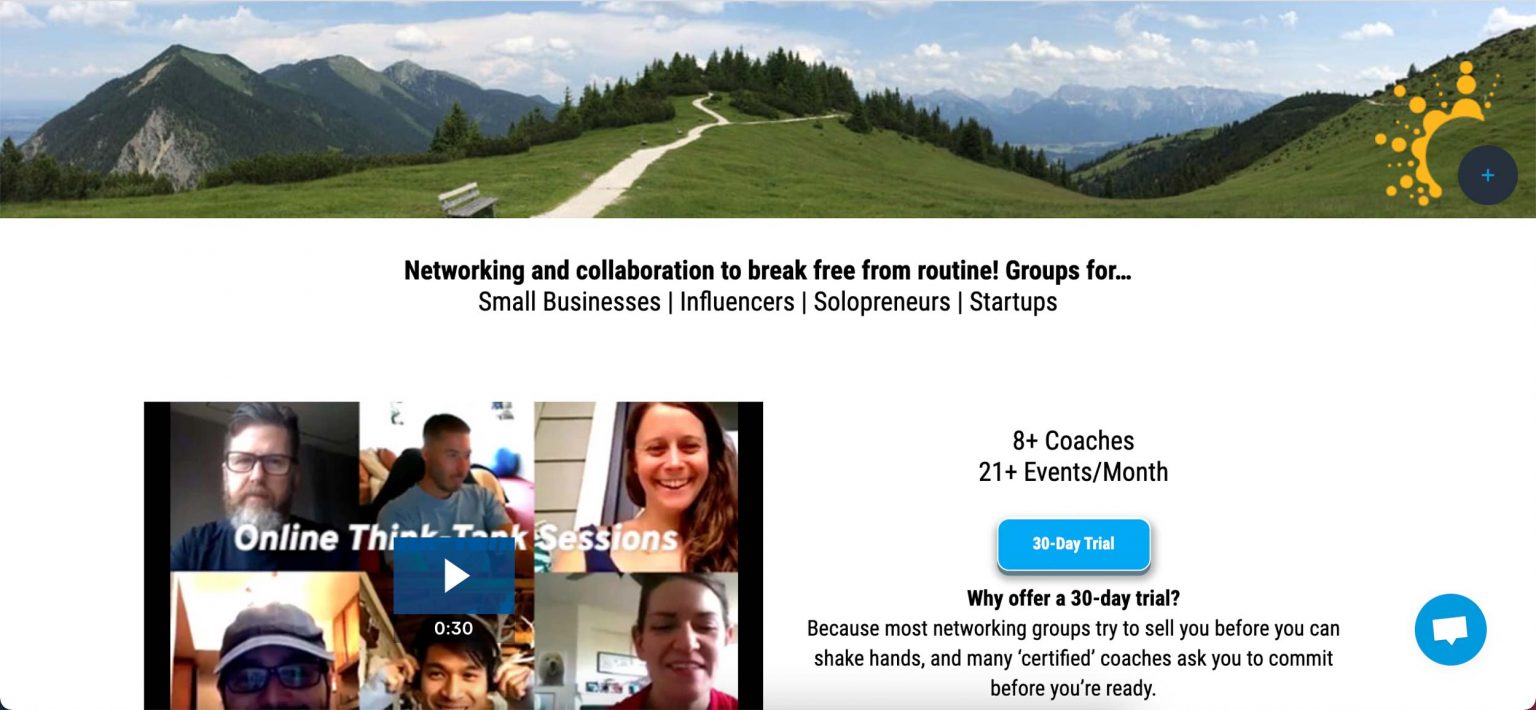 Networking and collaboration to break free from routine! Groups for...
Small Businesses | Influencers | Solopreneurs | Startups
Online Think-Tank Sessions
0:30
8+ Coaches
21+ Events/Month
30-Day Trial
Why offer a 30-day trial?
Because most networking groups try to sell you before you can
shake hands, and many ‘certified’ coaches ask you to commit
before you’re ready.